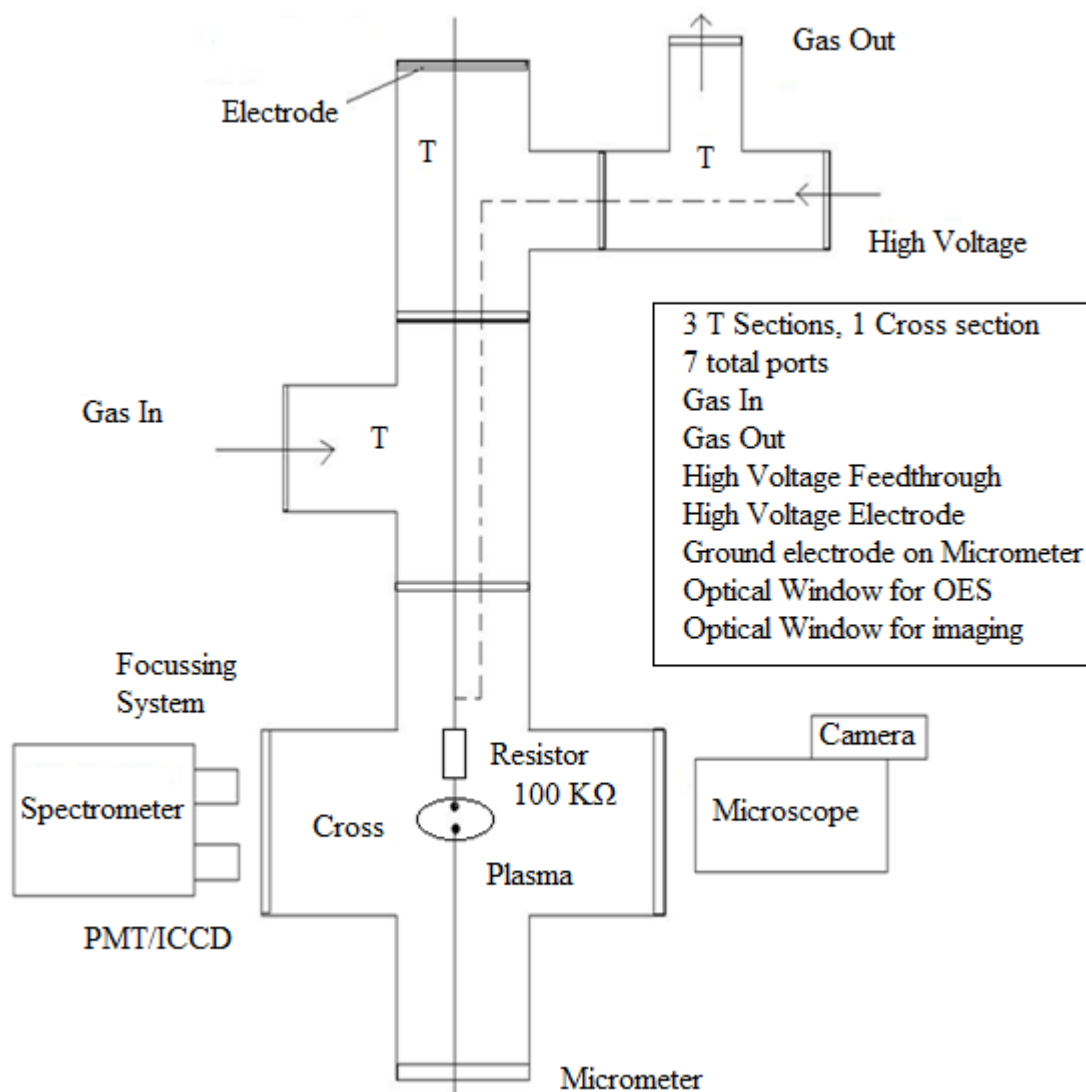 Gas Out
Electrode
T
T
High Voltage
3 T Sections, 1 Cross section
7 total ports
Gas In
Gas Out
High Voltage Feedthrough
High Voltage Electrode
Ground electrode on Micrometer
Optical Window for OES
Optical Window for imaging
Gas In
T
Focussing
System
Camera
Resistor
100 KΩ
Spectrometer
Microscope
Cross
Plasma
PMT/ICCD
Micrometer